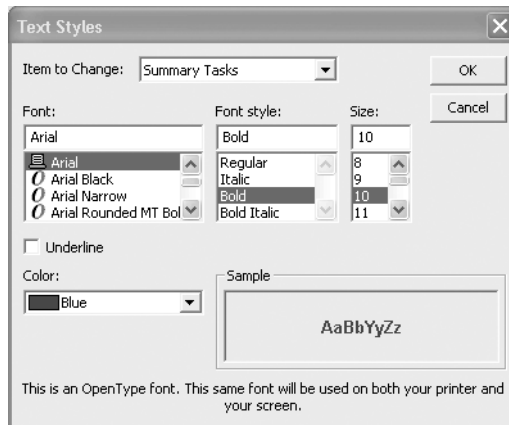 Text Styles
Item to Change: Summary Tasks
OK
Cancel
Font:
Arial
Arial
Arial Black
Arial Narrow
Arial Rounded MT Bol
Font style:
Bold
Regular
Italic
Bold
Bold Italic
Size:
10
8
9
10
11
Underline
Color:
Blue
Sample
AaBbYyZz
This is an OpenType font. This same font will be used on both your printer and
your screen.